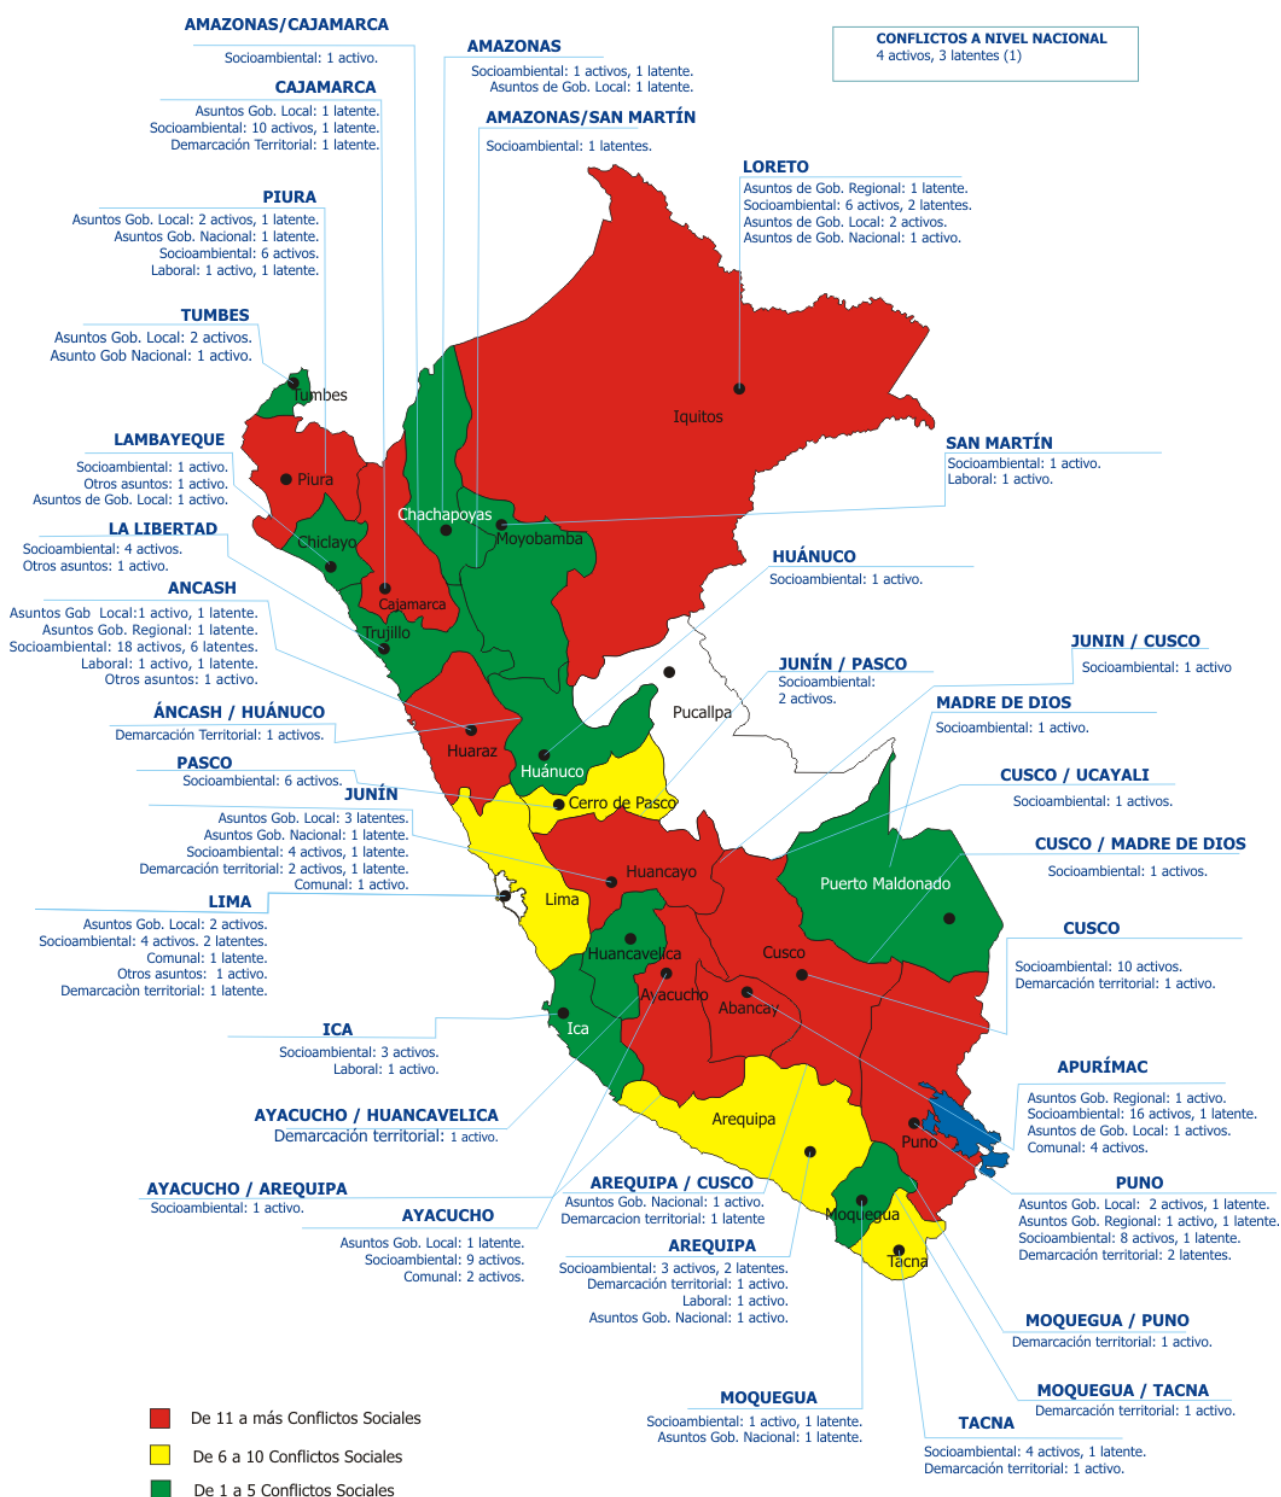 AMAZONAS/CAJAMARCA
Socioambiental: 1 activo.
AMAZONAS
Socioambiental: 1 activos, 1 latente.
Asuntos de Gob. Local: 1 latente.
CONFLICTOS A NIVEL NACIONAL
4 activos, 3 latentes (1)
CAJAMARCA
Asuntos Gob. Local: 1 latente.
Socioambiental: 10 activos, 1 latente.
Demarcación Territorial: 1 latente.
AMAZONAS/SAN MARTÍN
Socioambiental: 1 latentes.
LORETO
Asuntos de Gob. Regional: 1 latente.
Socioambiental: 6 activos, 2 latentes.
Asuntos de Gob. Local: 2 activos.
Asuntos de Gob. Nacional: 1 activo.
PIURA
Asuntos Gob. Local: 2 activos, 1 latente.
Asuntos Gob. Nacional: 1 latente.
Socioambiental: 6 activos.
Laboral: 1 activo, 1 latente.
TUMBES
Asuntos Gob. Local: 2 activos.
Asunto Gob Nacional: 1 activo.
Tumbes
Iquitos
LAMBAYEQUE
Socioambiental: 1 activo.
Otros asuntos: 1 activo.
Asuntos de Gob. Local: 1 activo.
SAN MARTÍN
Socioambiental: 1 activo.
Laboral: 1 activo.
Piura
Chachapoyas
Moyobamba
Chiclayo
LA LIBERTAD
Socioambiental: 4 activos.
Otros asuntos: 1 activo.
HUÁNUCO
Socioambiental: 1 activo.
ANCASH
Asuntos Gob Local:1 activo, 1 latente.
Asuntos Gob. Regional: 1 latente.
Socioambiental: 18 activos, 6 latentes.
Laboral: 1 activo, 1 latente.
Otros asuntos: 1 activo.
Cajamarca
Trujillo
JUNIN / CUSCO
Socioambiental: 1 activo
JUNÍN / PASCO
Socioambiental:
2 activos.
Pucallpa
MADRE DE DIOS
Socioambiental: 1 activo.
ÁNCASH / HUÁNUCO
Demarcación Territorial: 1 activos.
Huaraz
Huánuco
PASCO
Socioambiental: 6 activos.
Cerro de Pasco
CUSCO / UCAYALI
Socioambiental: 1 activos.
JUNÍN
Asuntos Gob. Local: 3 latentes.
Asuntos Gob. Nacional: 1 latente.
Socioambiental: 4 activos, 1 latente.
Demarcación territorial: 2 activos, 1 latente.
Comunal: 1 activo.
CUSCO / MADRE DE DIOS
Socioambiental: 1 activos.
Huancayo
Puerto Maldonado
LIMA
Asuntos Gob. Local: 2 activos.
Socioambiental: 4 activos. 2 latentes.
Comunal: 1 latente.
Otros asuntos: 1 activo.
Demarcaciòn territorial: 1 latente.
Lima
CUSCO
Socioambiental: 10 activos.
Demarcación territorial: 1 activo.
Huancavelica
Cusco
Ayacucho
Abancay
Ica
ICA
Socioambiental: 3 activos.
Laboral: 1 activo.
APURÍMAC
Asuntos Gob. Regional: 1 activo.
Socioambiental: 16 activos, 1 latente.
Asuntos de Gob. Local: 1 activos.
Comunal: 4 activos.
AYACUCHO / HUANCAVELICA
Demarcación territorial: 1 activo.
Arequipa
Puno
AYACUCHO / AREQUIPA
Socioambiental: 1 activo.
AREQUIPA / CUSCO
Asuntos Gob. Nacional: 1 activo.
Demarcacion territorial: 1 latente
PUNO
Asuntos Gob. Local: 2 activos, 1 latente.
Asuntos Gob. Regional: 1 activo, 1 latente.
Socioambiental: 8 activos, 1 latente.
Demarcación territorial: 2 latentes.
AYACUCHO
Asuntos Gob. Local: 1 latente.
Socioambiental: 9 activos.
Comunal: 2 activos.
Moquegua
Tacna
AREQUIPA
Socioambiental: 3 activos, 2 latentes.
Demarcación territorial: 1 activo.
Laboral: 1 activo.
Asuntos Gob. Nacional: 1 activo.
MOQUEGUA / PUNO
Demarcación territorial: 1 activo.
MOQUEGUA
Socioambiental: 1 activo, 1 latente.
Asuntos Gob. Nacional: 1 latente.
MOQUEGUA / TACNA
Demarcación territorial: 1 activo.
TACNA
Socioambiental: 4 activos, 1 latente.
Demarcación territorial: 1 activo.
De 11 a más Conflictos Sociales
De 6 a 10 Conflictos Sociales
De 1 a 5 Conflictos Sociales